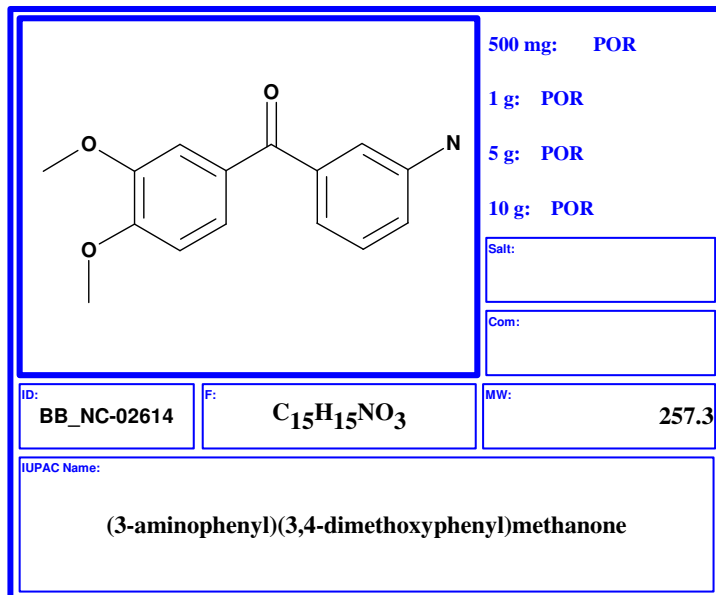 500 mg: POR
1 g: POR
5 g: POR
10 g: POR
O
N
O
O
Salt:
Com:
ID:
BB_NC-02614
F:
C15H15NO3
MW:
257.3
IUPAC Name:
(3-aminophenyl)(3,4-dimethoxyphenyl)methanone